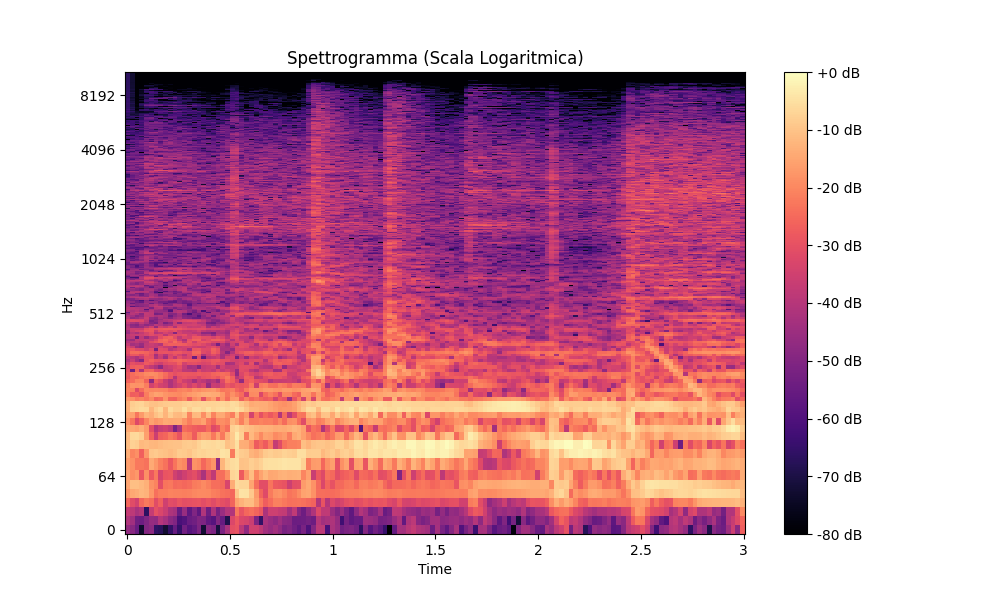 Spettrogramma (Scala Logaritmica)
Hz
8192
4096
2048
1024
512
256
128
64
0
0
0.5
1
1.5
2
2.5
3
Time
+0 dB
-10 dB
-20 dB
-30 dB
-40 dB
-50 dB
-60 dB
-70 dB
-80 dB